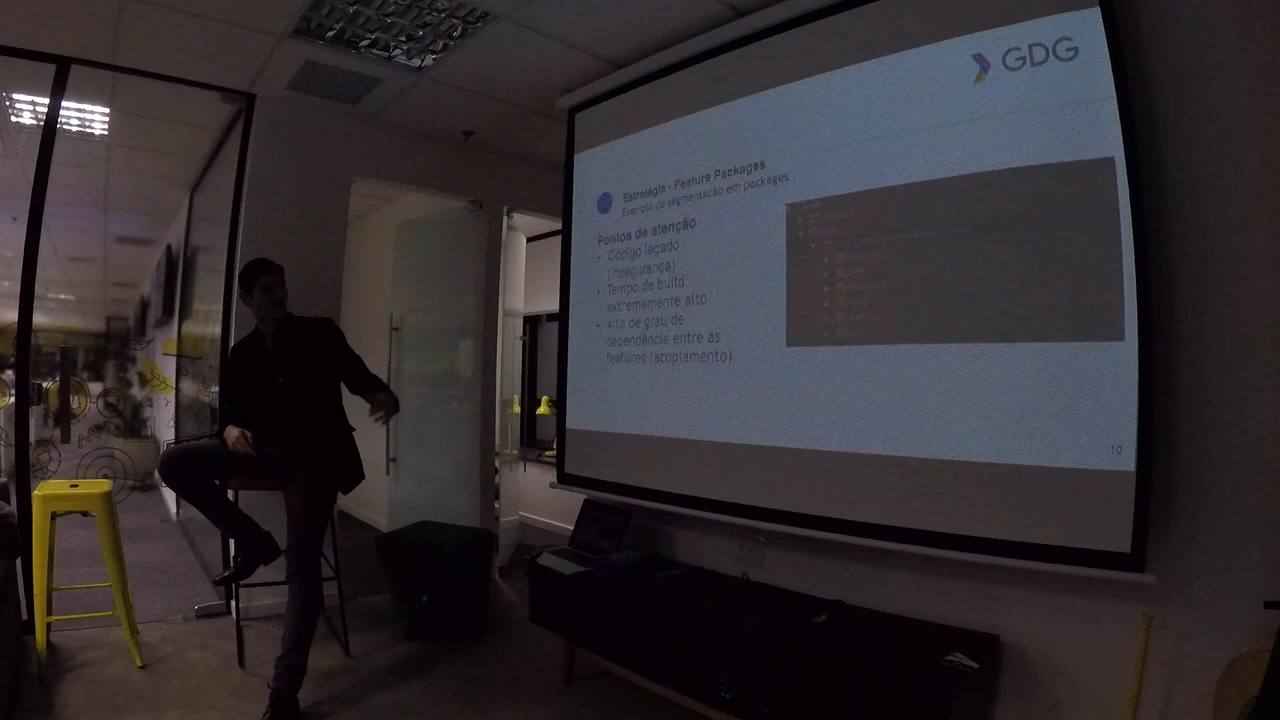 GDG
Estratégia - Feature Packages
Exemplo de segmentação em packages
Pontos de atenção
• Código legado
(insegurança)
• Tempo de build
extremamente alto
• Alto de grau de
dependência entre as
features (acoplamento)
10